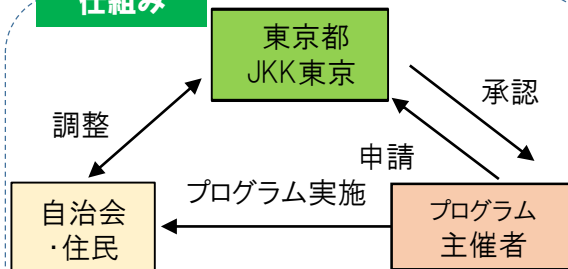 仕組み
東京都
JKK東京
承認
調整
申請
プログラム実施
自治会
・住民
プログラム
主催者